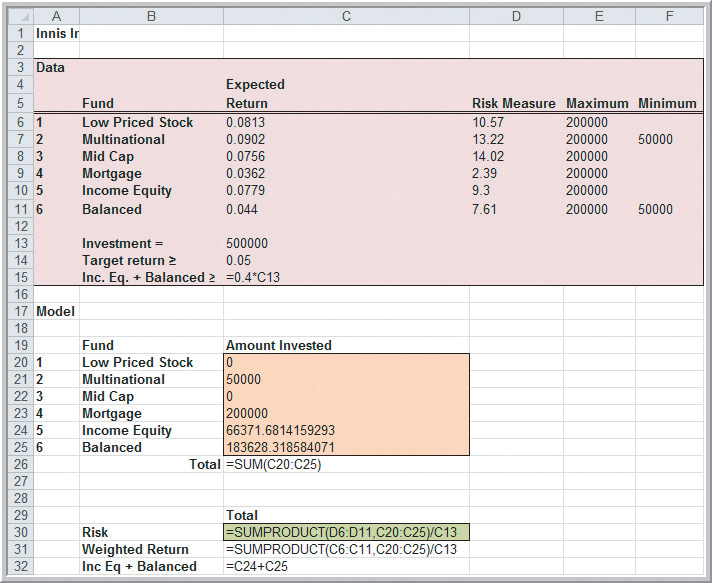 A B C D E F
1 Innis In
2
3 Data
4 Expected
5 Fund Return Risk Measure Maximum Minimum
6 1 Low Priced Stock 0.0813 10.57 200000
7 2 Multinational 0.0902 13.22 200000 50000
8 3 Mid Cap 0.0756 14.02 200000
9 4 Mortgage 0.0362 2.39 200000
10 5 Income Equity 0.0779 9.3 200000
11 6 Balanced 0.044 7.61 200000 50000
12
13 Investment = 500000
14 Target return ≥ 0.05
15 Inc. Eq. + Balanced ≥ =0.4*C13
16
17 Model
18
19 Fund Amount Invested
20 1 Low Priced Stock 0
21 2 Multinational 50000
22 3 Mid Cap 0
23 4 Mortgage 200000
24 5 Income Equity 66371.6814159293
25 6 Balanced 183628.318584071
26 Total =SUM(C20:C25)
27
28
29 Total
30 Risk =SUMPRODUCT(D6:D11,C20:C25)/C13
31 Weighted Return =SUMPRODUCT(C6:C11,C20:C25)/C13
32 Inc Eq + Balanced =C24+C25